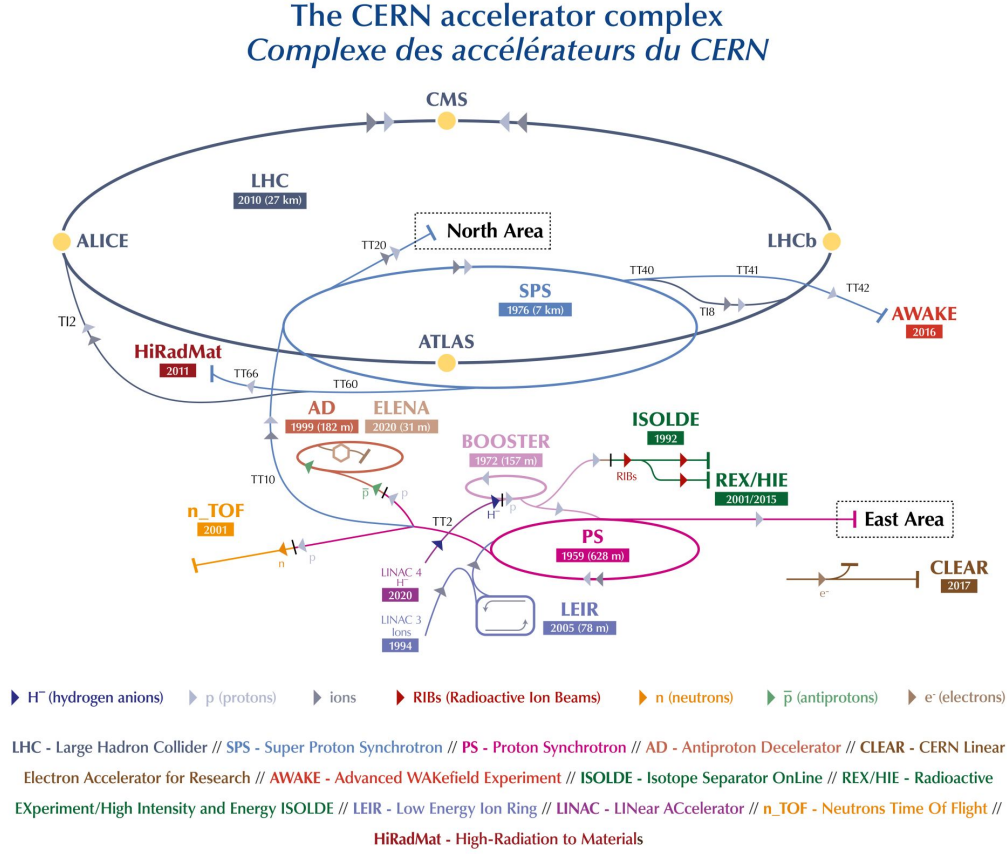 The CERN accelerator complex
Complexe des accélérateurs du CERN
CMS
LHC
2010 (27 km)
North Area
TT20
ALICE
LHCb
TT40
TT41
SPS
1976 (7 km)
TT42
TI8
AWAKE
2016
TI2
ATLAS
HiRadMat
2011
TT66
TT60
AD
1999 (182 m)
ELENA
2020 (31 m)
ISOLDE
1992
BOOSTER
1972 (157 m)
RIBs
REX/HIE
2001/2015
TT10
p̅
p
H⁻
p
n_TOF
2001
TT2
East Area
PS
1959 (628 m)
n
p
LINAC 4
H⁻
2020
CLEAR
2017
e⁻
LEIR
2005 (78 m)
LINAC 3
Ions
1994
H⁻ (hydrogen anions)
p (protons)
ions
RIBs (Radioactive Ion Beams)
n (neutrons)
p̅ (antiprotons)
e⁻ (electrons)
LHC - Large Hadron Collider // SPS - Super Proton Synchrotron // PS - Proton Synchrotron // AD - Antiproton Decelerator // CLEAR - CERN Linear
Electron Accelerator for Research // AWAKE - Advanced WAKefield Experiment // ISOLDE - Isotope Separator OnLine // REX/HIE - Radioactive
EXperiment/High Intensity and Energy ISOLDE // LEIR - Low Energy Ion Ring // LINAC - LINear ACcelerator // n_TOF - Neutrons Time Of Flight //
HiRadMat - High-Radiation to Materials